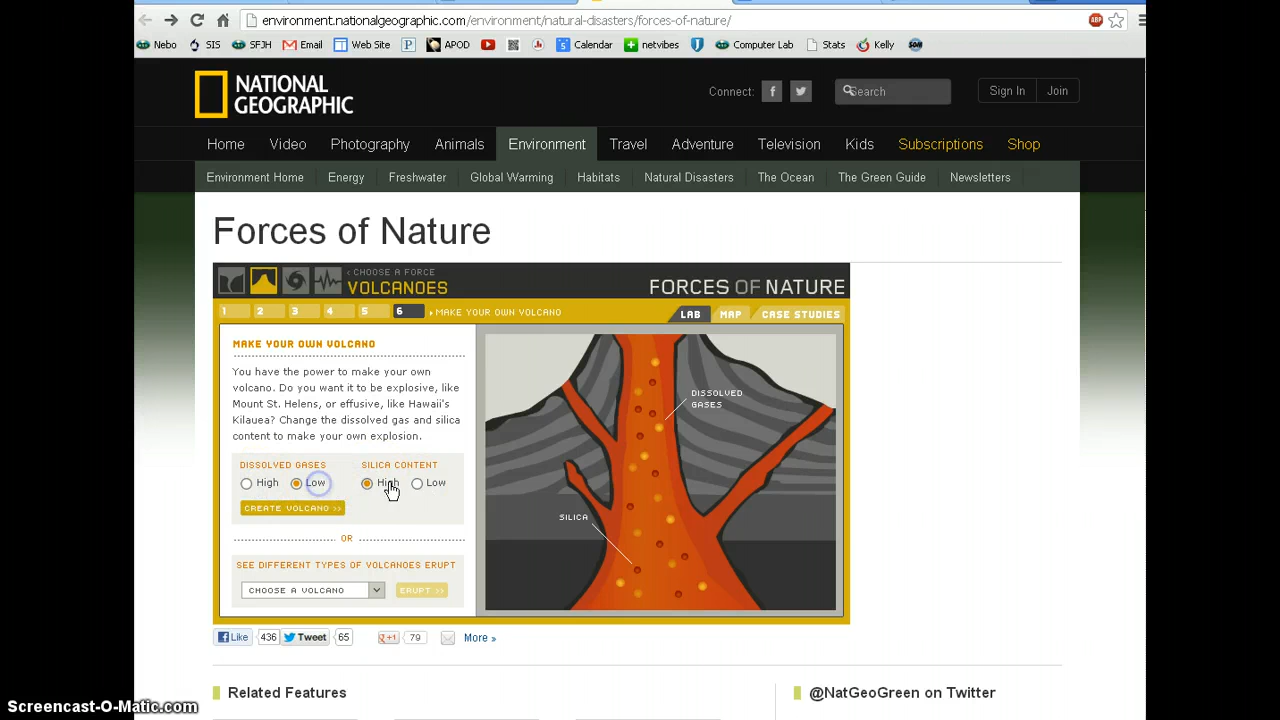 environment.nationalgeographic.com/environment/natural-disasters/forces-of-nature/
ABP
Nebo SIS SFJH Email Web Site P APOD Calendar netvibes Computer Lab Stats Kelly
NATIONAL GEOGRAPHIC
Connect: Search Sign In Join
Home Video Photography Animals Environment Travel Adventure Television Kids Subscriptions Shop
Environment Home Energy Freshwater Global Warming Habitats Natural Disasters The Ocean The Green Guide Newsletters
Forces of Nature
‹ CHOOSE A FORCE
VOLCANOES FORCES OF NATURE
1 2 3 4 5 6 MAKE YOUR OWN VOLCANO LAB MAP CASE STUDIES
MAKE YOUR OWN VOLCANO
You have the power to make your own
volcano. Do you want it to be explosive, like
Mount St. Helens, or effusive, like Hawaii's
Kilauea? Change the dissolved gas and silica
content to make your own explosion.
DISSOLVED GASES SILICA CONTENT
High Low High Low
CREATE VOLCANO >>
OR
SEE DIFFERENT TYPES OF VOLCANOES ERUPT
CHOOSE A VOLCANO ERUPT >>
DISSOLVED
GASES
SILICA
Like 436 Tweet 65 +1 79 More »
Related Features @NatGeoGreen on Twitter
Screencast-O-Matic.com